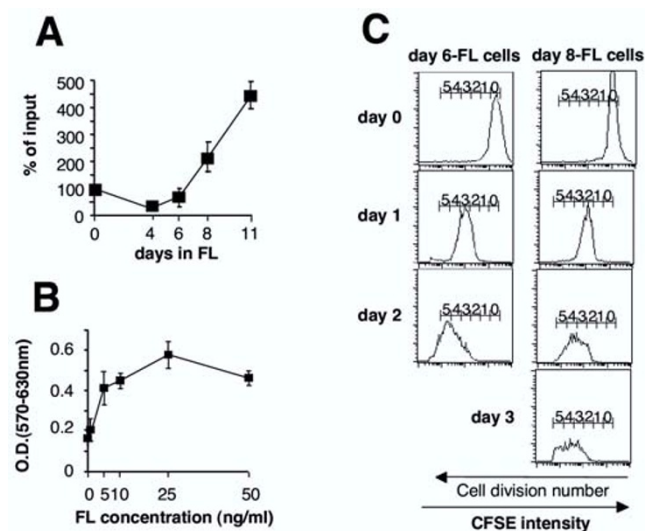 A
% of input
500
400
300
200
100
0
0 4 6 8 11
days in FL
B
O.D.(570-630nm)
0.6
0.4
0.2
0
0 510 25 50
FL concentration (ng/ml)
C
day 6-FL cells day 8-FL cells
day 0
543210 543210
day 1
543210 543210
day 2
543210 543210
day 3
543210
Cell division number
CFSE intensity